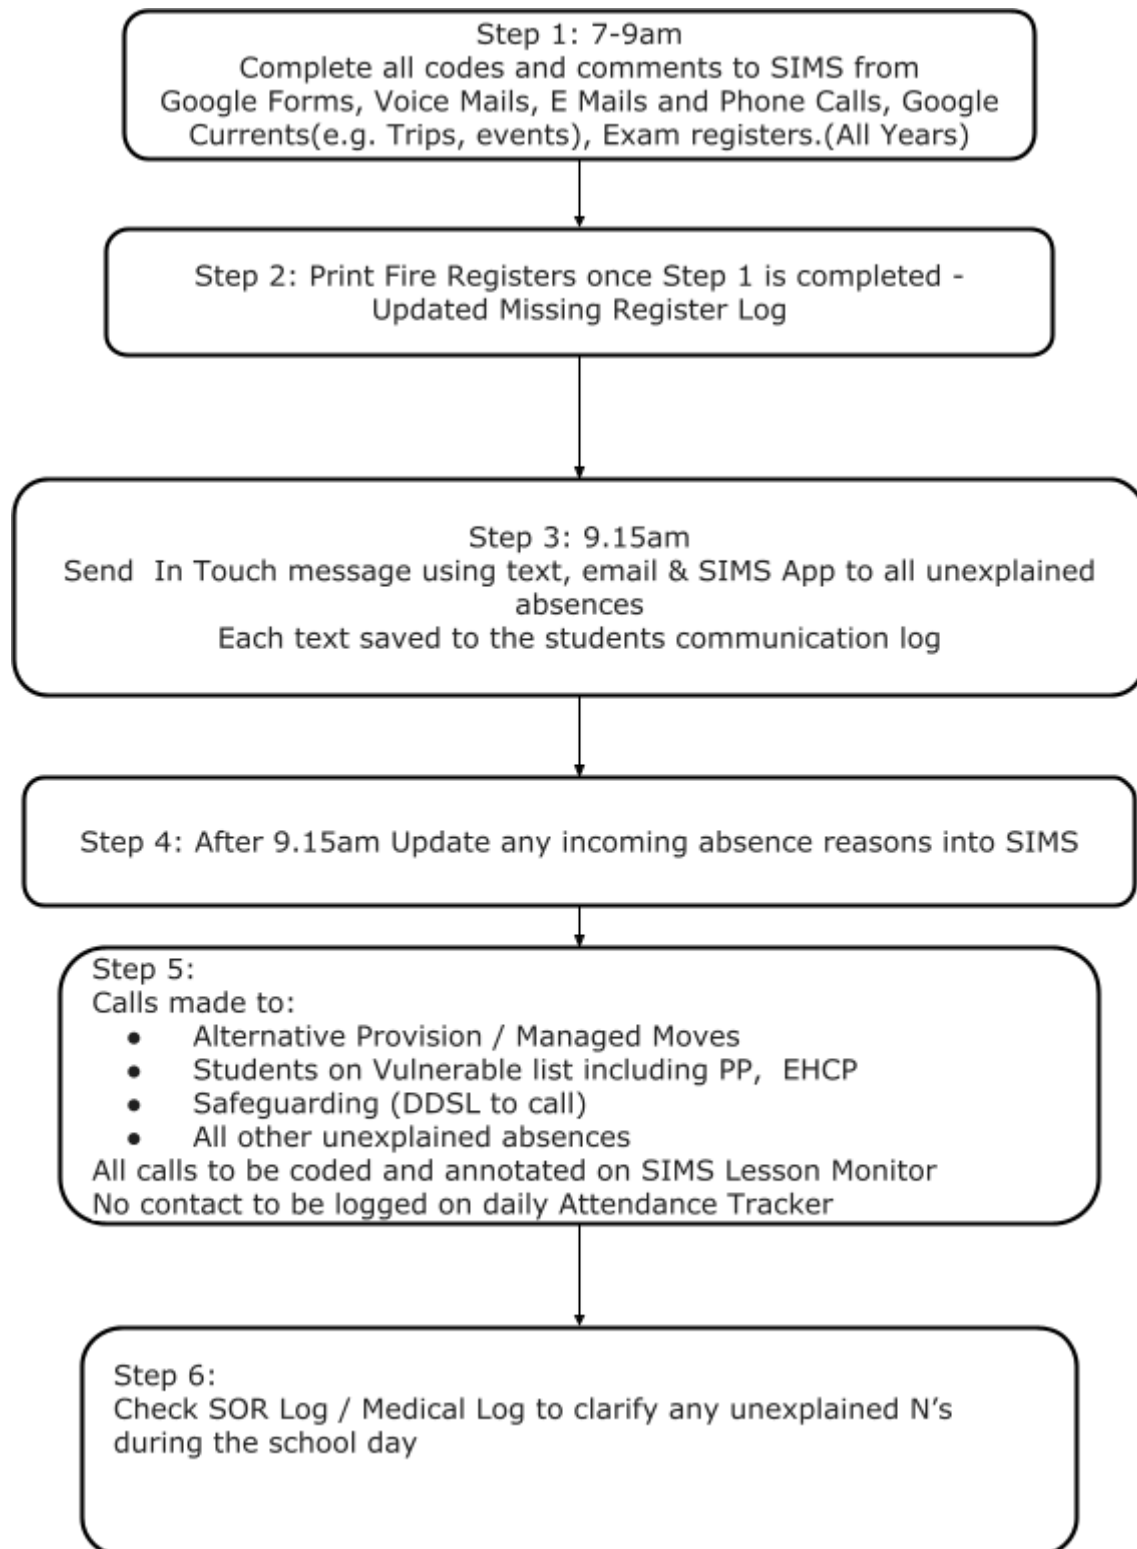 Step 1: 7-9am
Complete all codes and comments to SIMS from
Google Forms, Voice Mails, E Mails and Phone Calls, Google
Currents(e.g. Trips, events), Exam registers.(All Years)
Step 2: Print Fire Registers once Step 1 is completed -
Updated Missing Register Log
Step 3: 9.15am
Send In Touch message using text, email & SIMS App to all unexplained
absences
Each text saved to the students communication log
Step 4: After 9.15am Update any incoming absence reasons into SIMS
Step 5:
Calls made to:
● Alternative Provision / Managed Moves
● Students on Vulnerable list including PP, EHCP
● Safeguarding (DDSL to call)
● All other unexplained absences
All calls to be coded and annotated on SIMS Lesson Monitor
No contact to be logged on daily Attendance Tracker
Step 6:
Check SOR Log / Medical Log to clarify any unexplained N's
during the school day